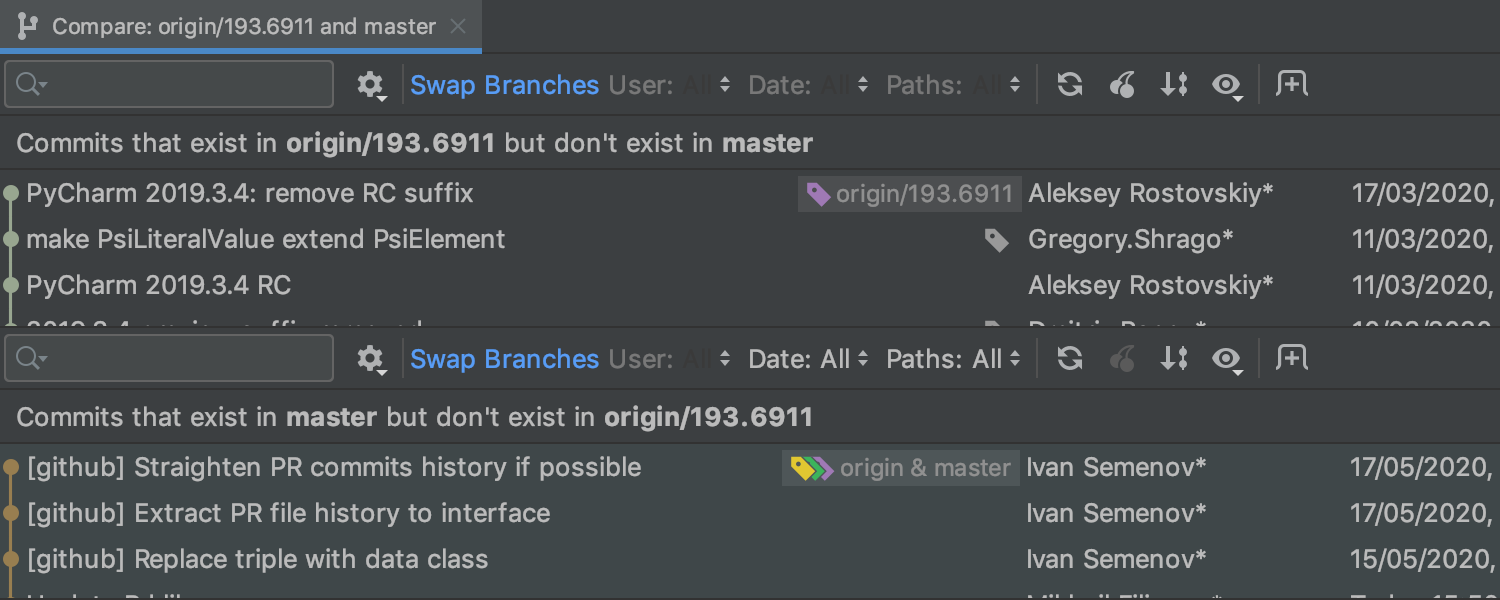 Compare: origin/193.6911 and master
Swap Branches User: All Date: All Paths: All
Commits that exist in origin/193.6911 but don't exist in master
PyCharm 2019.3.4: remove RC suffix origin/193.6911 Aleksey Rostovskiy* 17/03/2020,
make PsiLiteralValue extend PsiElement Gregory.Shrago* 11/03/2020,
PyCharm 2019.3.4 RC Aleksey Rostovskiy* 11/03/2020,
Swap Branches User: All Date: All Paths: All
Commits that exist in master but don't exist in origin/193.6911
[github] Straighten PR commits history if possible origin & master Ivan Semenov* 17/05/2020,
[github] Extract PR file history to interface Ivan Semenov* 17/05/2020,
[github] Replace triple with data class Ivan Semenov* 15/05/2020,